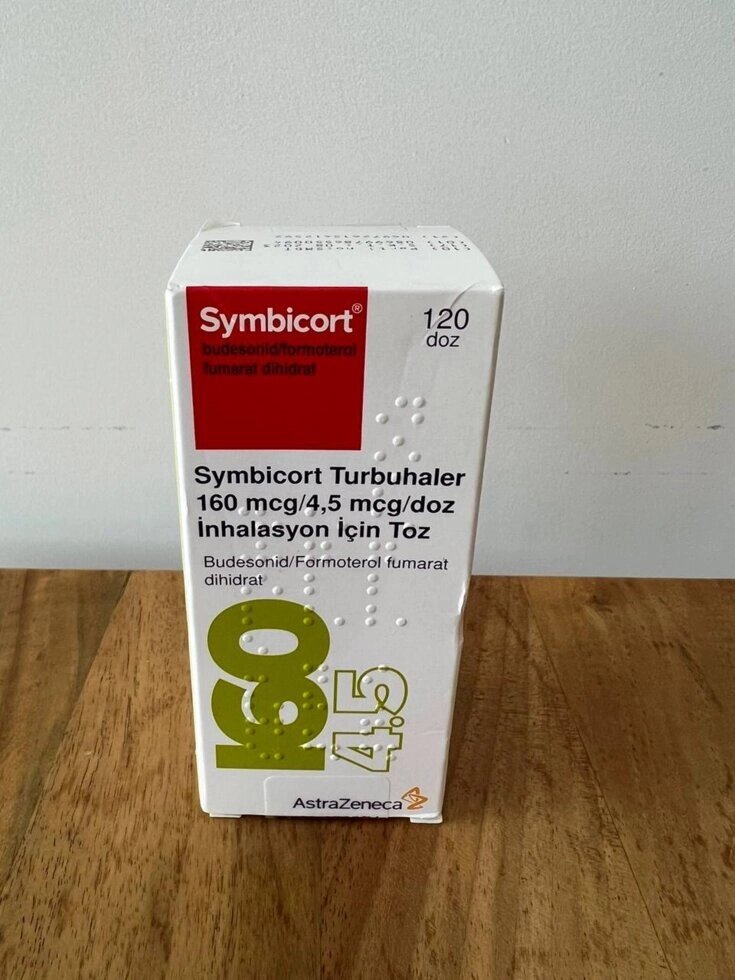 Symbicort®
budesonid/formoterol
fumarat dihidrat
120
doz
Symbicort Turbuhaler
160 mcg/4,5 mcg/doz
İnhalasyon İçin Toz
Budesonid/Formoterol fumarat
dihidrat
160
4.5
AstraZeneca